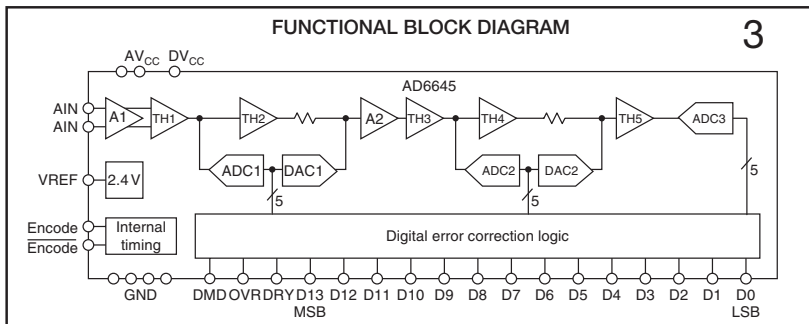 FUNCTIONAL BLOCK DIAGRAM
3
AVCC DVCC
AD6645
AIN
AIN
A1
TH1
TH2
A2
TH3
TH4
TH5
ADC3
ADC1
DAC1
ADC2
DAC2
VREF
2.4 V
5
5
5
Encode
Encode
Internal
timing
Digital error correction logic
GND
DMD OVR DRY D13 D12 D11 D10 D9 D8 D7 D6 D5 D4 D3 D2 D1 D0
MSB LSB